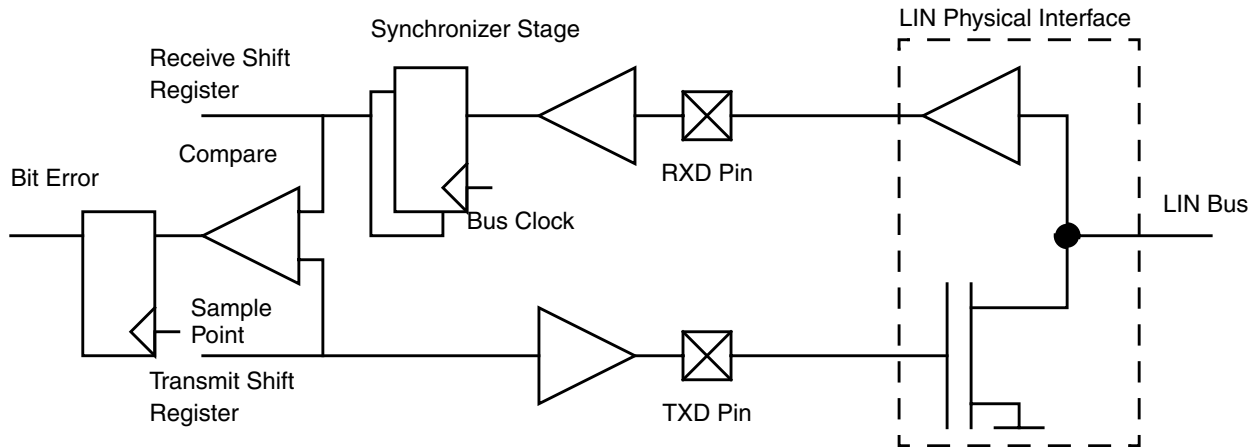 LIN Physical Interface
Synchronizer Stage
Receive Shift
Register
Compare
RXD Pin
Bit Error
Bus Clock
LIN Bus
Sample
Point
Transmit Shift
Register
TXD Pin